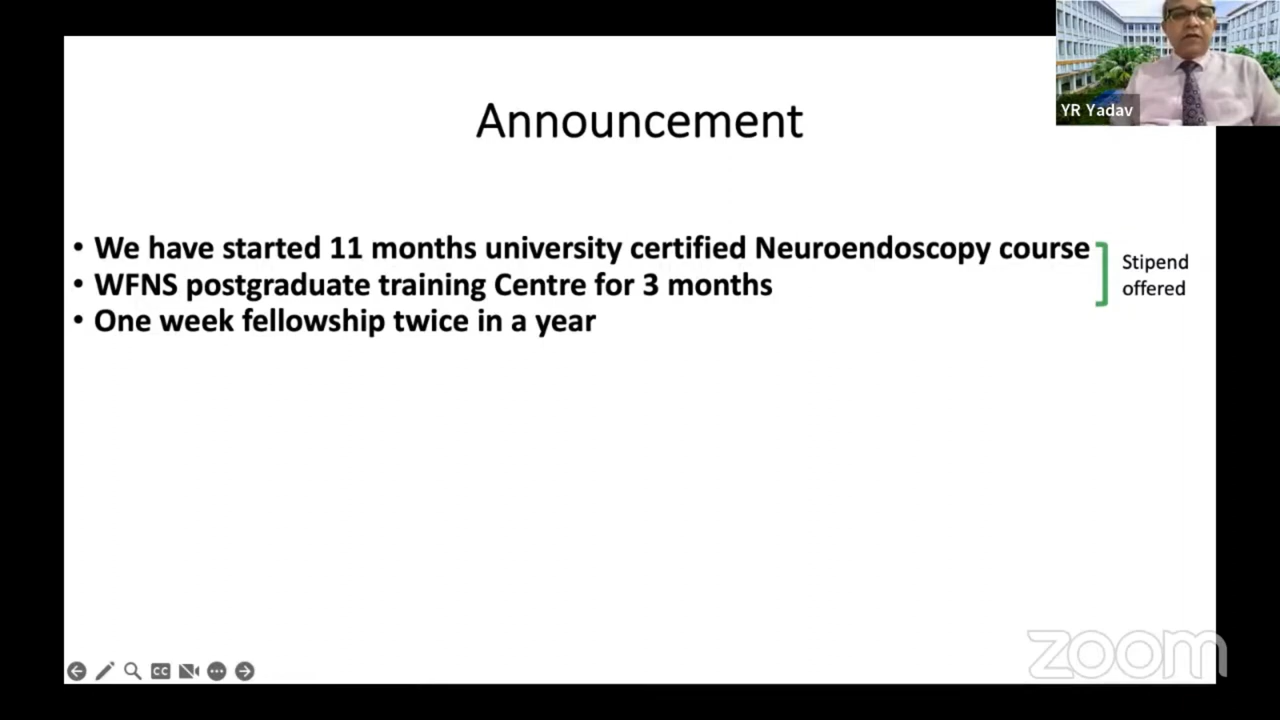 YR Yadav
Announcement
• We have started 11 months university certified Neuroendoscopy course
• WFNS postgraduate training Centre for 3 months
• One week fellowship twice in a year
Stipend
offered
CC
zoom